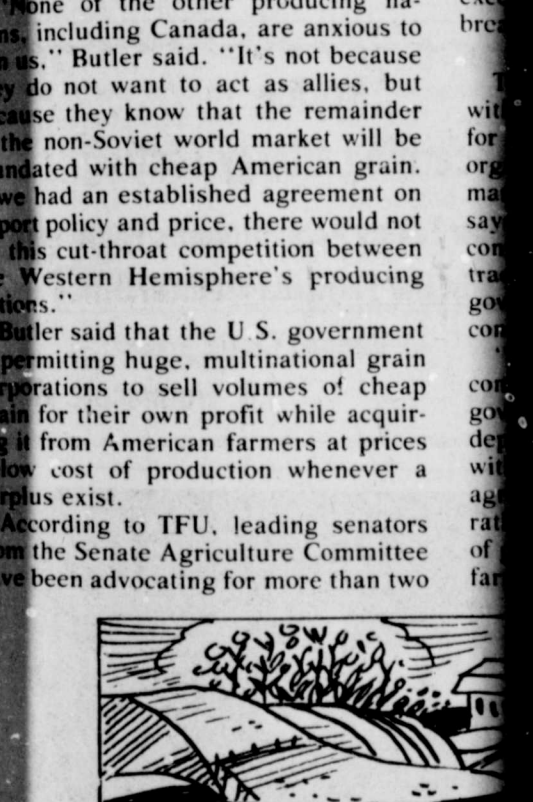 "None of the other producing na-
including Canada, are anxious to
us," Butler said. "It's not because
do not want to act as allies, but
cause they know that the remainder
the non-Soviet world market will be
with cheap American grain.
we had an established agreement on
port policy and price, there would not
this cut-throat competition between
Western Hemisphere's producing
tions."
Butler said that the U.S. government
permitting huge, multinational grain
rporations to sell volumes of cheap
ain for their own profit while acquir-
it from American farmers at prices
low cost of production whenever a
rplus exist.
According to TFU, leading senators
om the Senate Agriculture Committee
ve been advocating for more than two
brea
wit
for
org
ma
say
con
tra
gov
con
con
gov
dep
wit
ag
rat
of
far